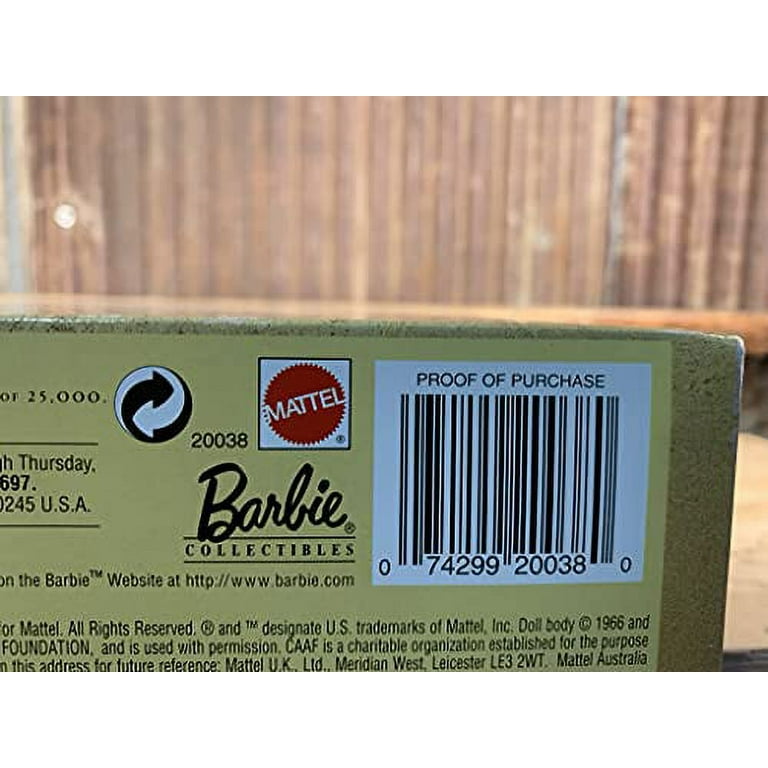 OF 25,000.
20038
MATTEL
®
PROOF OF PURCHASE
0 74299 20038 0
gh Thursday,
697.
0245 U.S.A.
Barbie®
COLLECTIBLES
on the Barbie™ Website at http://www.barbie.com
for Mattel. All Rights Reserved. ® and ™ designate U.S. trademarks of Mattel, Inc. Doll body © 1966 and
FOUNDATION, and is used with permission. CAAF is a charitable organization established for the purpose
n this address for future reference: Mattel U.K., Ltd., Meridian West, Leicester LE3 2WT. Mattel Australia